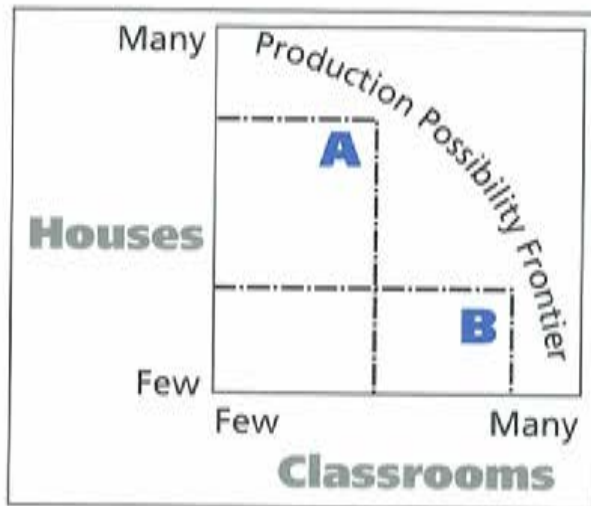 Many
Production Possibility Frontier
A
Houses
B
Few
Few Many
Classrooms